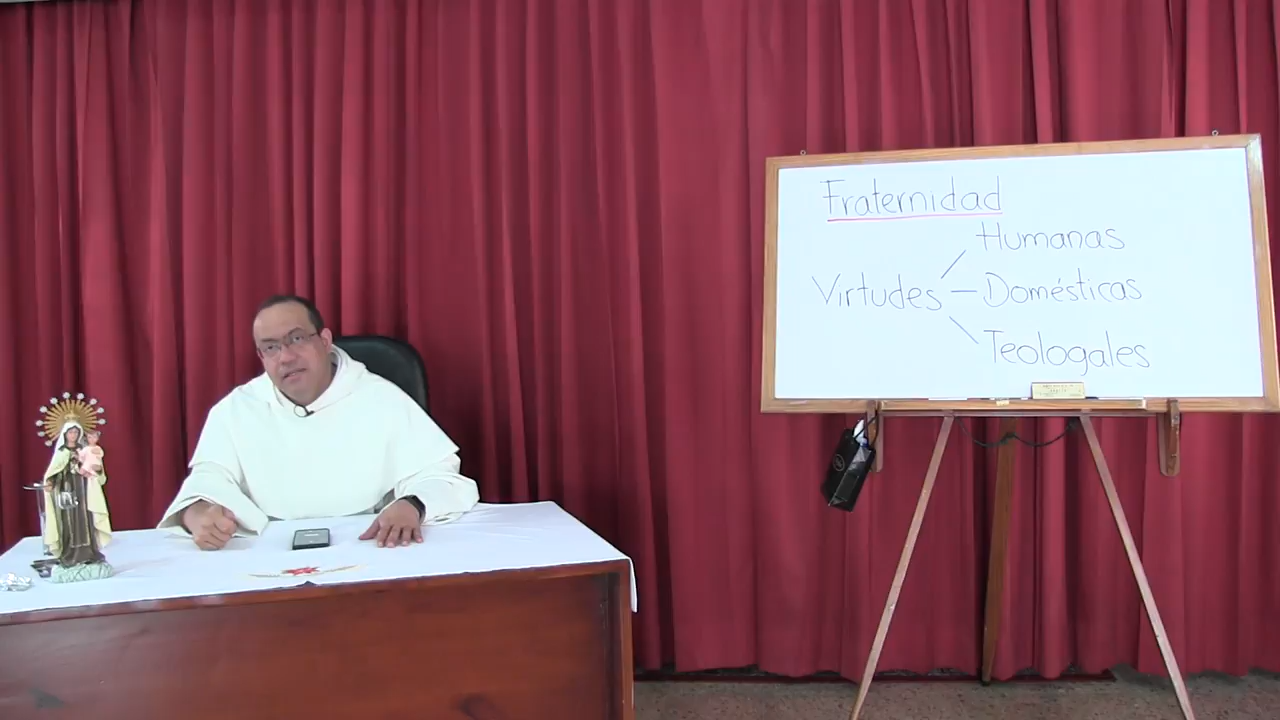 Fraternidad
Humanas
Virtudes — Domésticas
Teologales